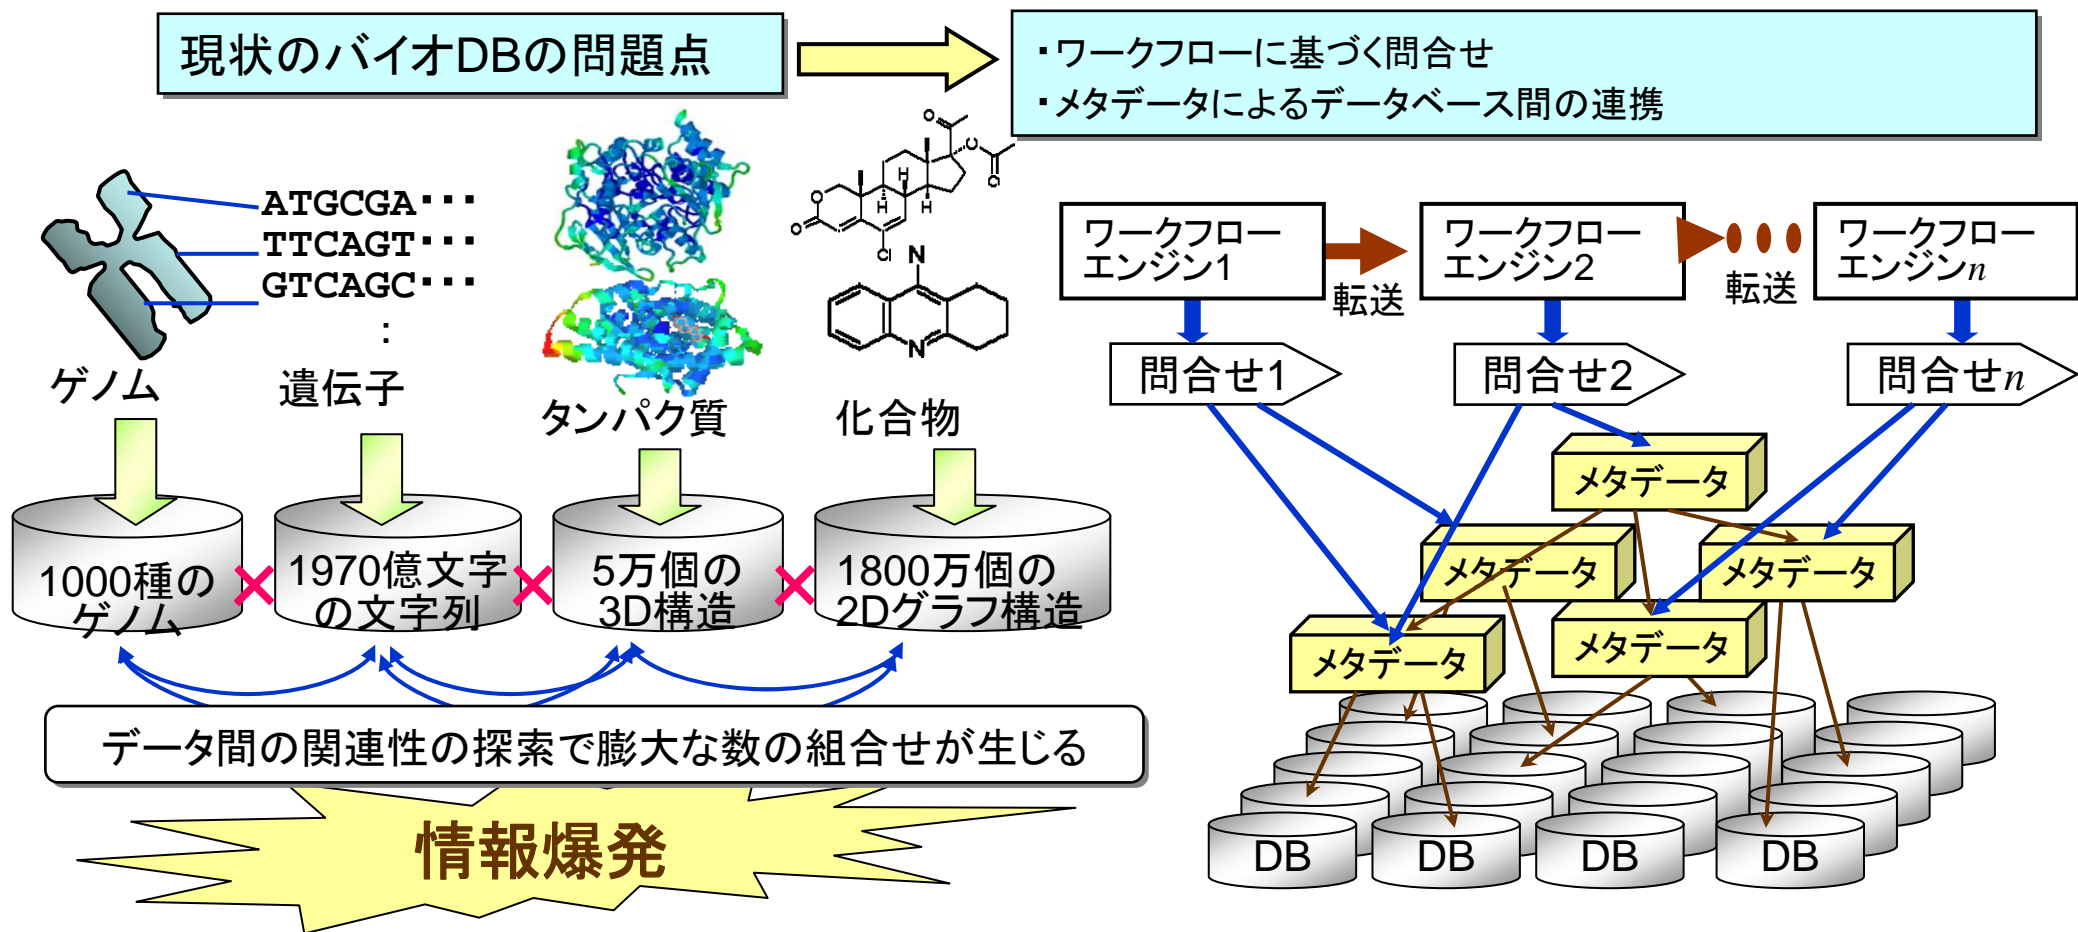 現状のバイオDBの問題点
・ワークフローに基づく問合せ
・メタデータによるデータベース間の連携
ATGCGA・・・
TTCAGT・・・
GTCAGC・・・
:
ゲノム
遺伝子
タンパク質
化合物
O
O
C
O
O
O
H
H
H
Cl
N
N
1000種の
ゲノム
×
1970億文字
の文字列
×
5万個の
3D構造
×
1800万個の
2Dグラフ構造
データ間の関連性の探索で膨大な数の組合せが生じる
情報爆発
ワークフロー
エンジン1
転送
ワークフロー
エンジン2
転送
ワークフロー
エンジンn
問合せ1
問合せ2
問合せn
メタデータ
メタデータ
メタデータ
メタデータ
メタデータ
DB
DB
DB
DB